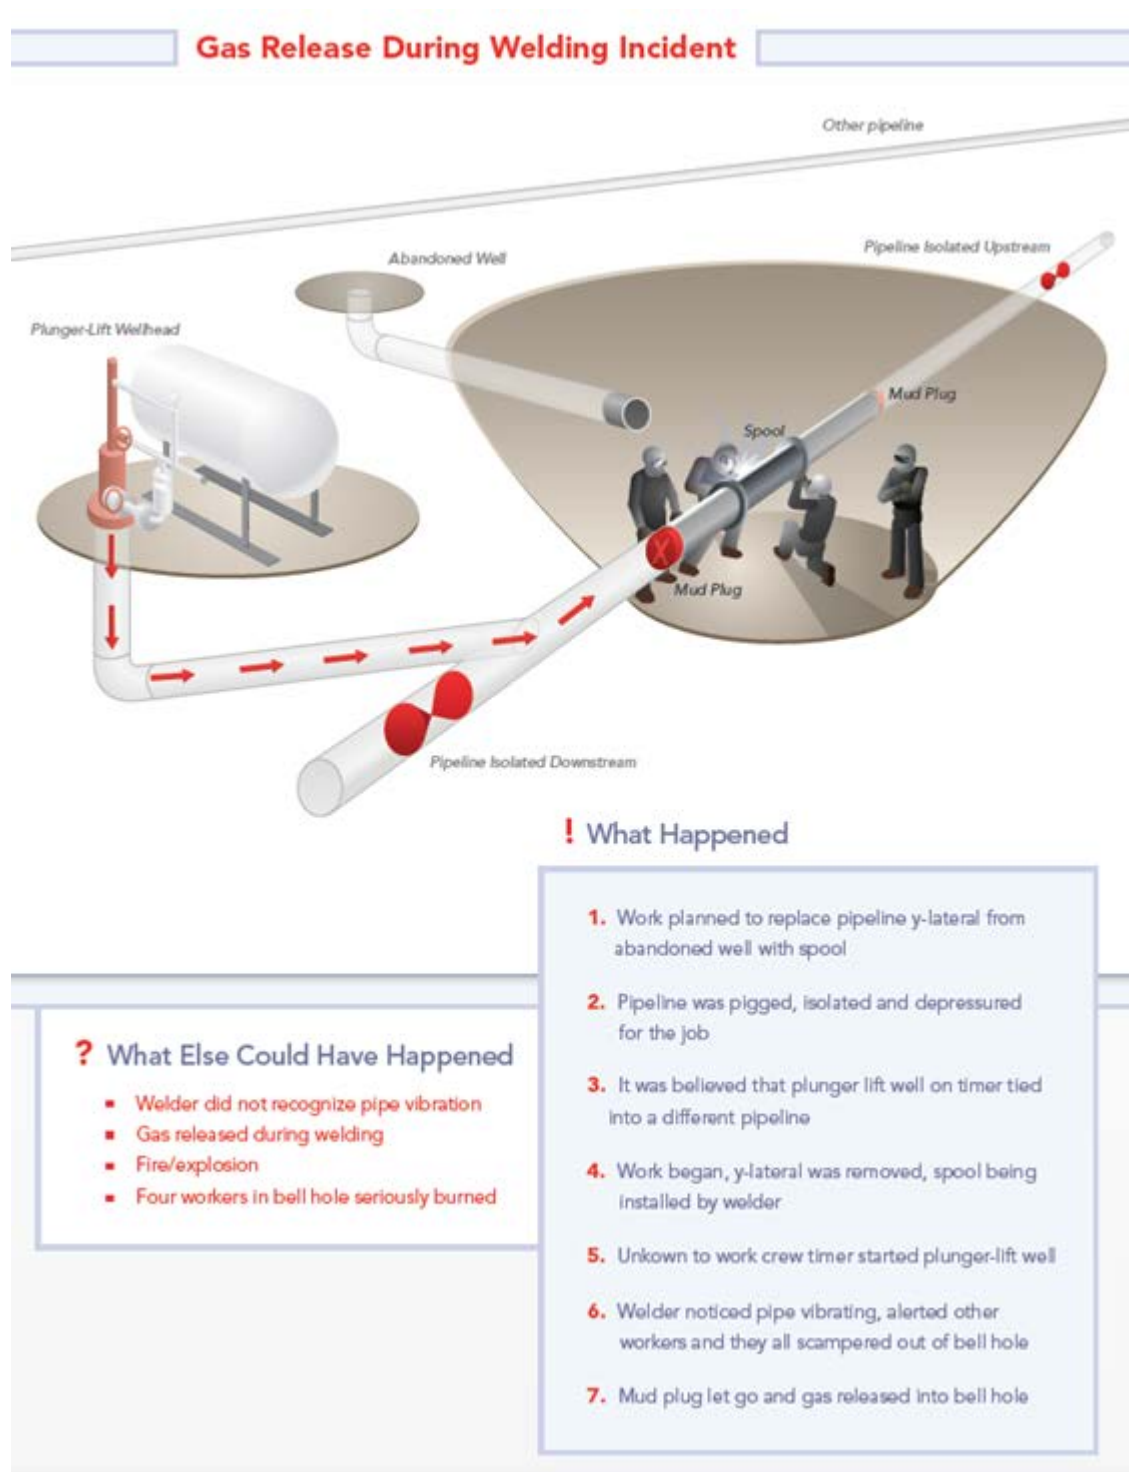 Gas Release During Welding Incident
Other pipeline
Pipeline Isolated Upstream
Abandoned Well
Plunger-Lift Wellhead
Mud Plug
Spool
X
Mud Plug
Pipeline Isolated Downstream
! What Happened
1. Work planned to replace pipeline y-lateral from
abandoned well with spool
2. Pipeline was pigged, isolated and depressured
for the job
3. It was believed that plunger lift well on timer tied
into a different pipeline
4. Work began, y-lateral was removed, spool being
installed by welder
5. Unkown to work crew timer started plunger-lift well
6. Welder noticed pipe vibrating, alerted other
workers and they all scampered out of bell hole
7. Mud plug let go and gas released into bell hole
? What Else Could Have Happened
▪ Welder did not recognize pipe vibration
▪ Gas released during welding
▪ Fire/explosion
▪ Four workers in bell hole seriously burned